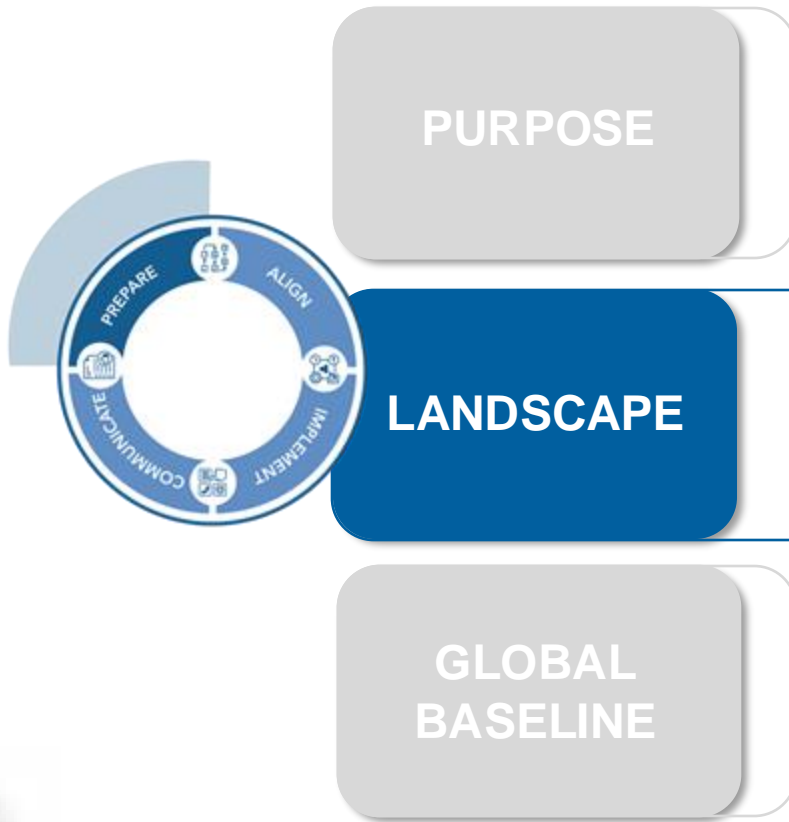 PURPOSE
PREPARE
ALIGN
IMPLEMENT
COMMUNICATE
LANDSCAPE
GLOBAL
BASELINE